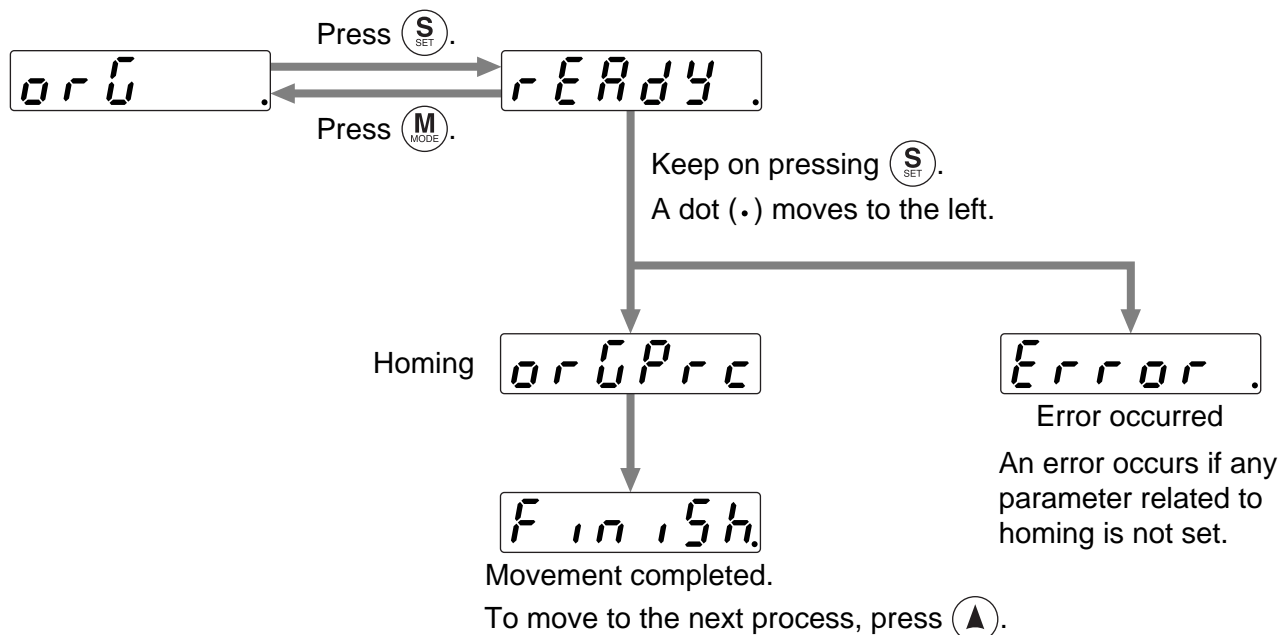 Press S SET.
orG .
rEAdY .
Press M MODE.
Keep on pressing S SET.
A dot (.) moves to the left.
Homing
orGPrc
Error .
Error occurred
An error occurs if any
parameter related to
homing is not set.
FiniSh.
Movement completed.
To move to the next process, press (▲).